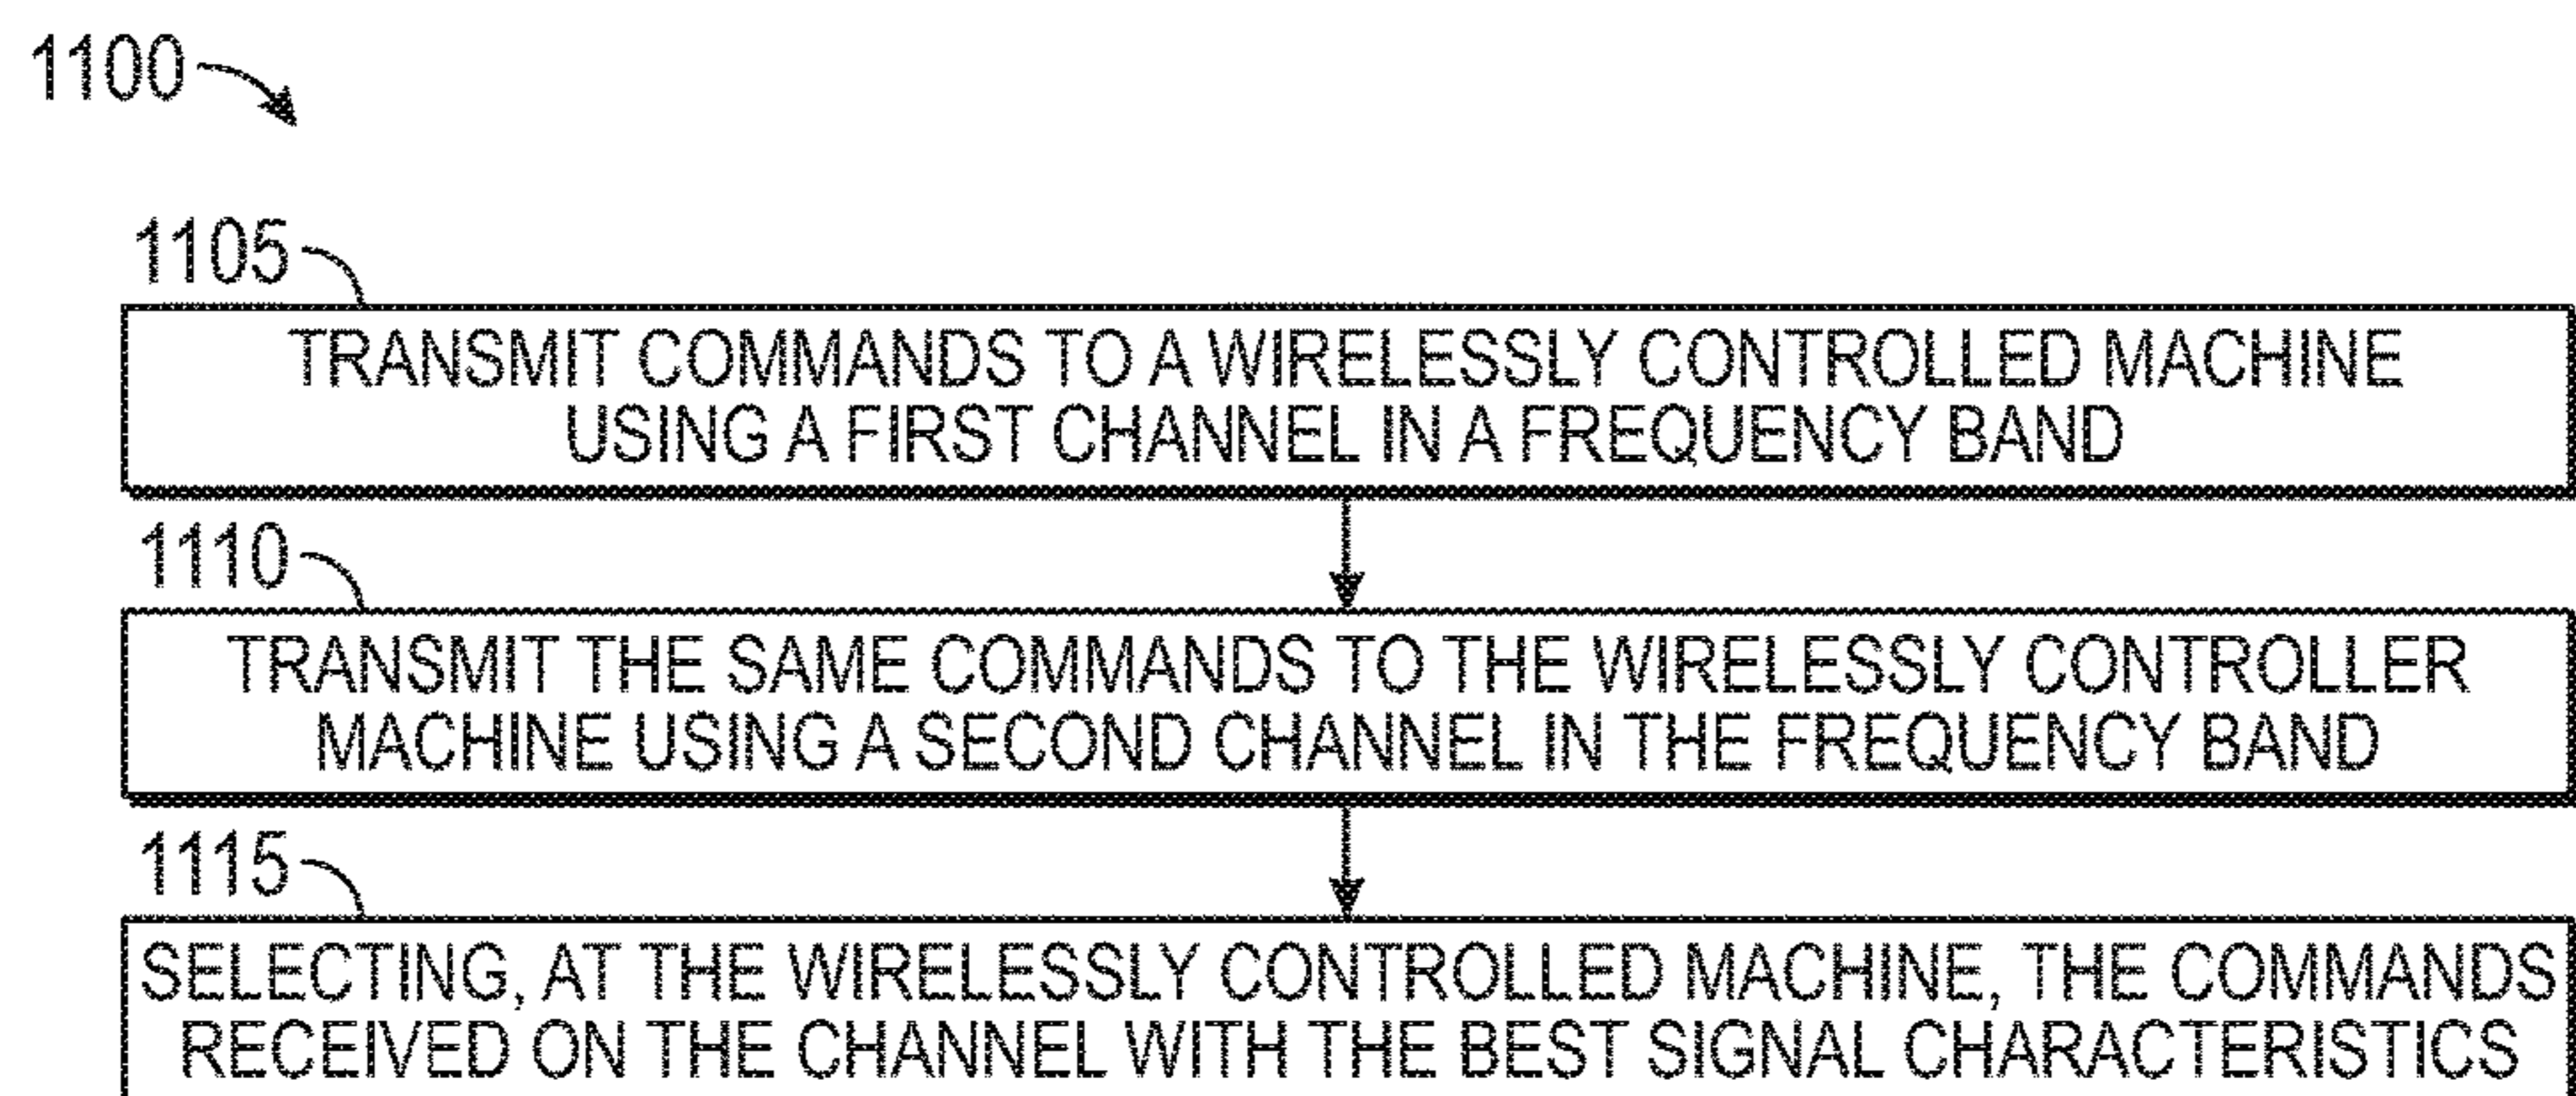 1100
1105
TRANSMIT COMMANDS TO A WIRELESSLY CONTROLLED MACHINE
USING A FIRST CHANNEL IN A FREQUENCY BAND
1110
TRANSMIT THE SAME COMMANDS TO THE WIRELESSLY CONTROLLER
MACHINE USING A SECOND CHANNEL IN THE FREQUENCY BAND
1115
SELECTING, AT THE WIRELESSLY CONTROLLED MACHINE, THE COMMANDS
RECEIVED ON THE CHANNEL WITH THE BEST SIGNAL CHARACTERISTICS